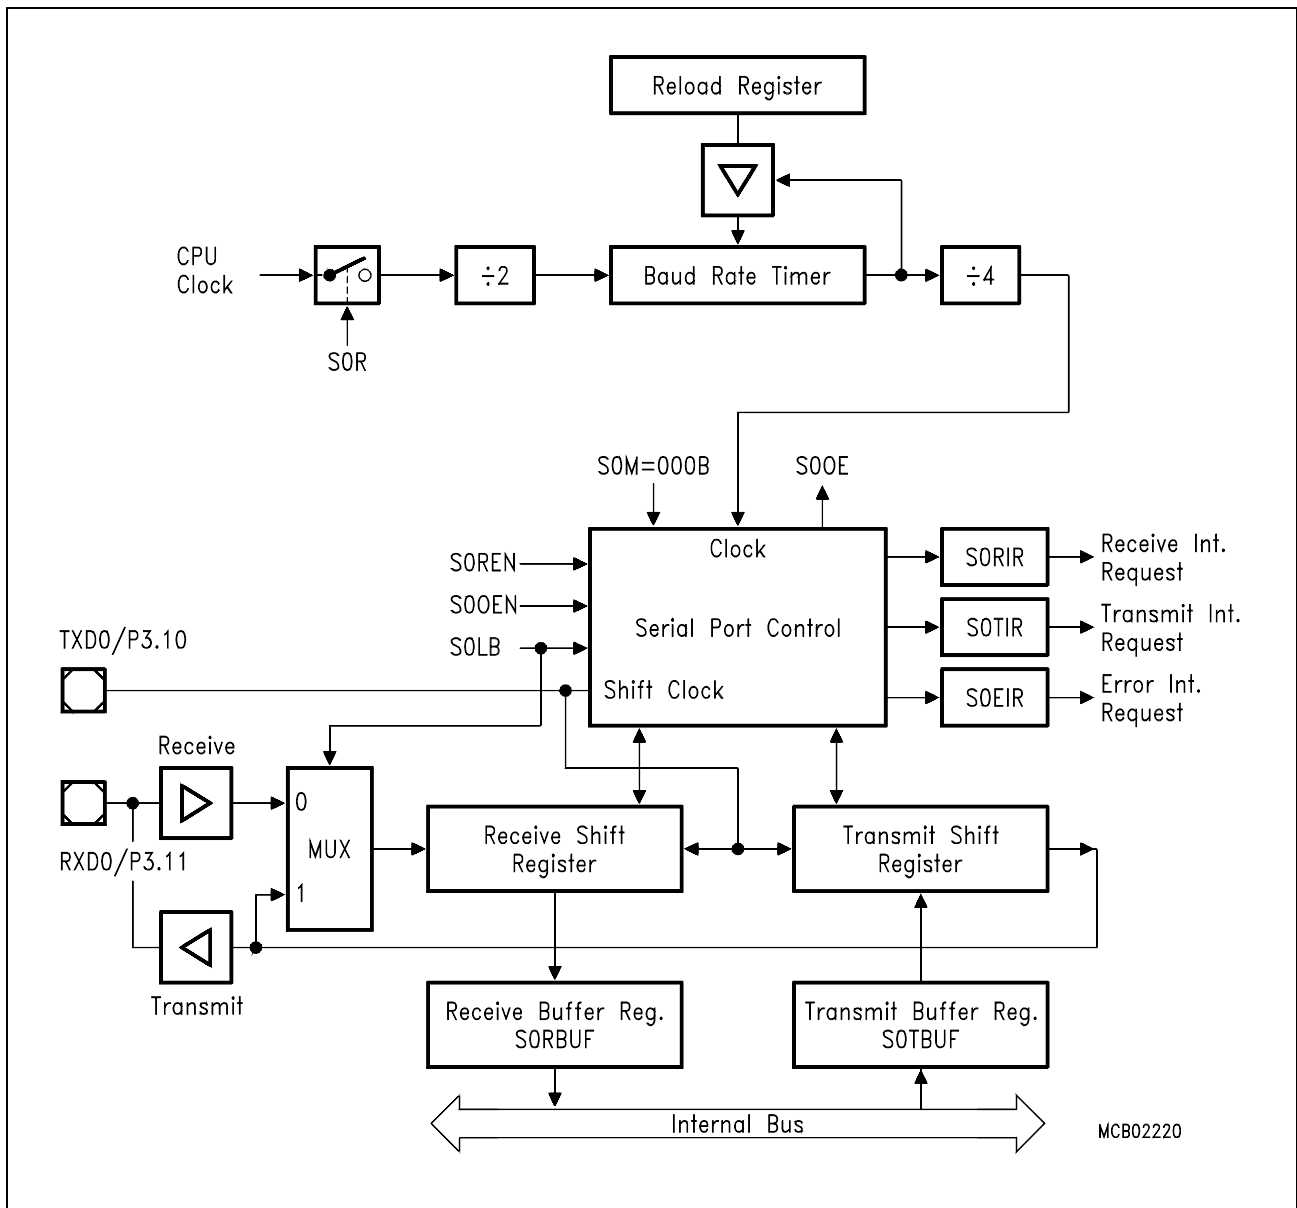 Reload Register
CPU
Clock
÷2
Baud Rate Timer
÷4
S0R
S0M=000B
S0OE
Clock
S0REN
S0OEN
S0LB
Serial Port Control
Shift Clock
S0RIR
Receive Int.
Request
S0TIR
Transmit Int.
Request
S0EIR
Error Int.
Request
TXD0/P3.10
Receive
RXD0/P3.11
0
MUX
1
Transmit
Receive Shift
Register
Transmit Shift
Register
Receive Buffer Reg.
S0RBUF
Transmit Buffer Reg.
S0TBUF
Internal Bus
MCB02220